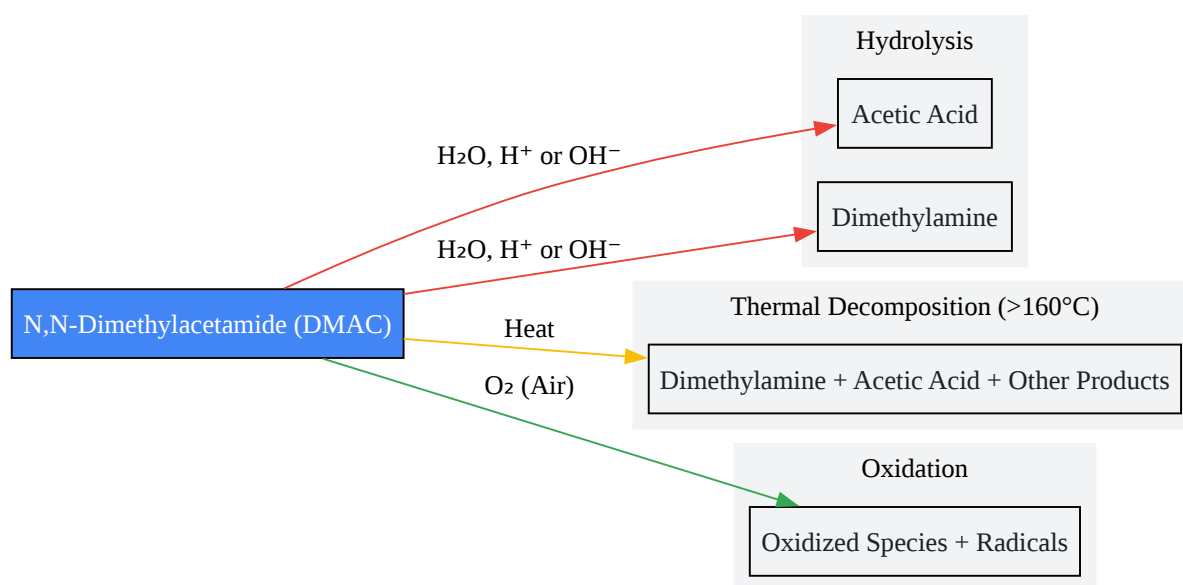 Hydrolysis
Acetic Acid
H₂O, H⁺ or OH⁻
Dimethylamine
H₂O, H⁺ or OH⁻
N,N-Dimethylacetamide (DMAC)
Thermal Decomposition (>160°C)
Heat
Dimethylamine + Acetic Acid + Other Products
O₂ (Air)
Oxidation
Oxidized Species + Radicals